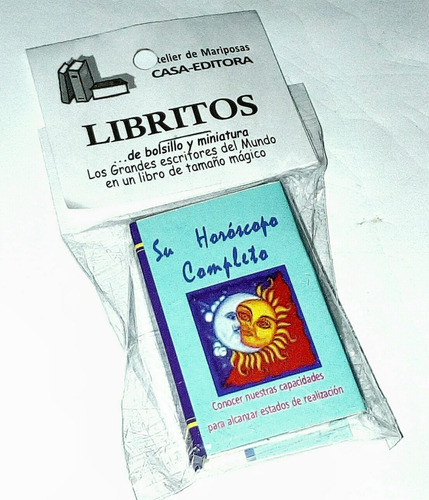 telier de Mariposas
CASA-EDITORA
LIBRITOS
...de bolsillo y miniatura
Los Grandes escritores del Mundo
en un libro de tamaño mágico
Su Horóscopo
Completo
Conocer nuestras capacidades
para alcanzar estados de realización